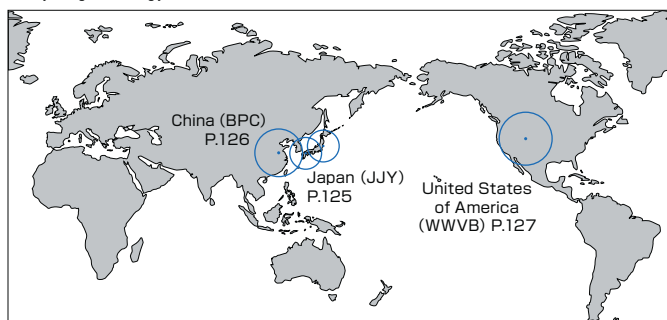 China (BPC)
P.126
Japan (JJY)
P.125
United States
of America
(WWVB) P.127